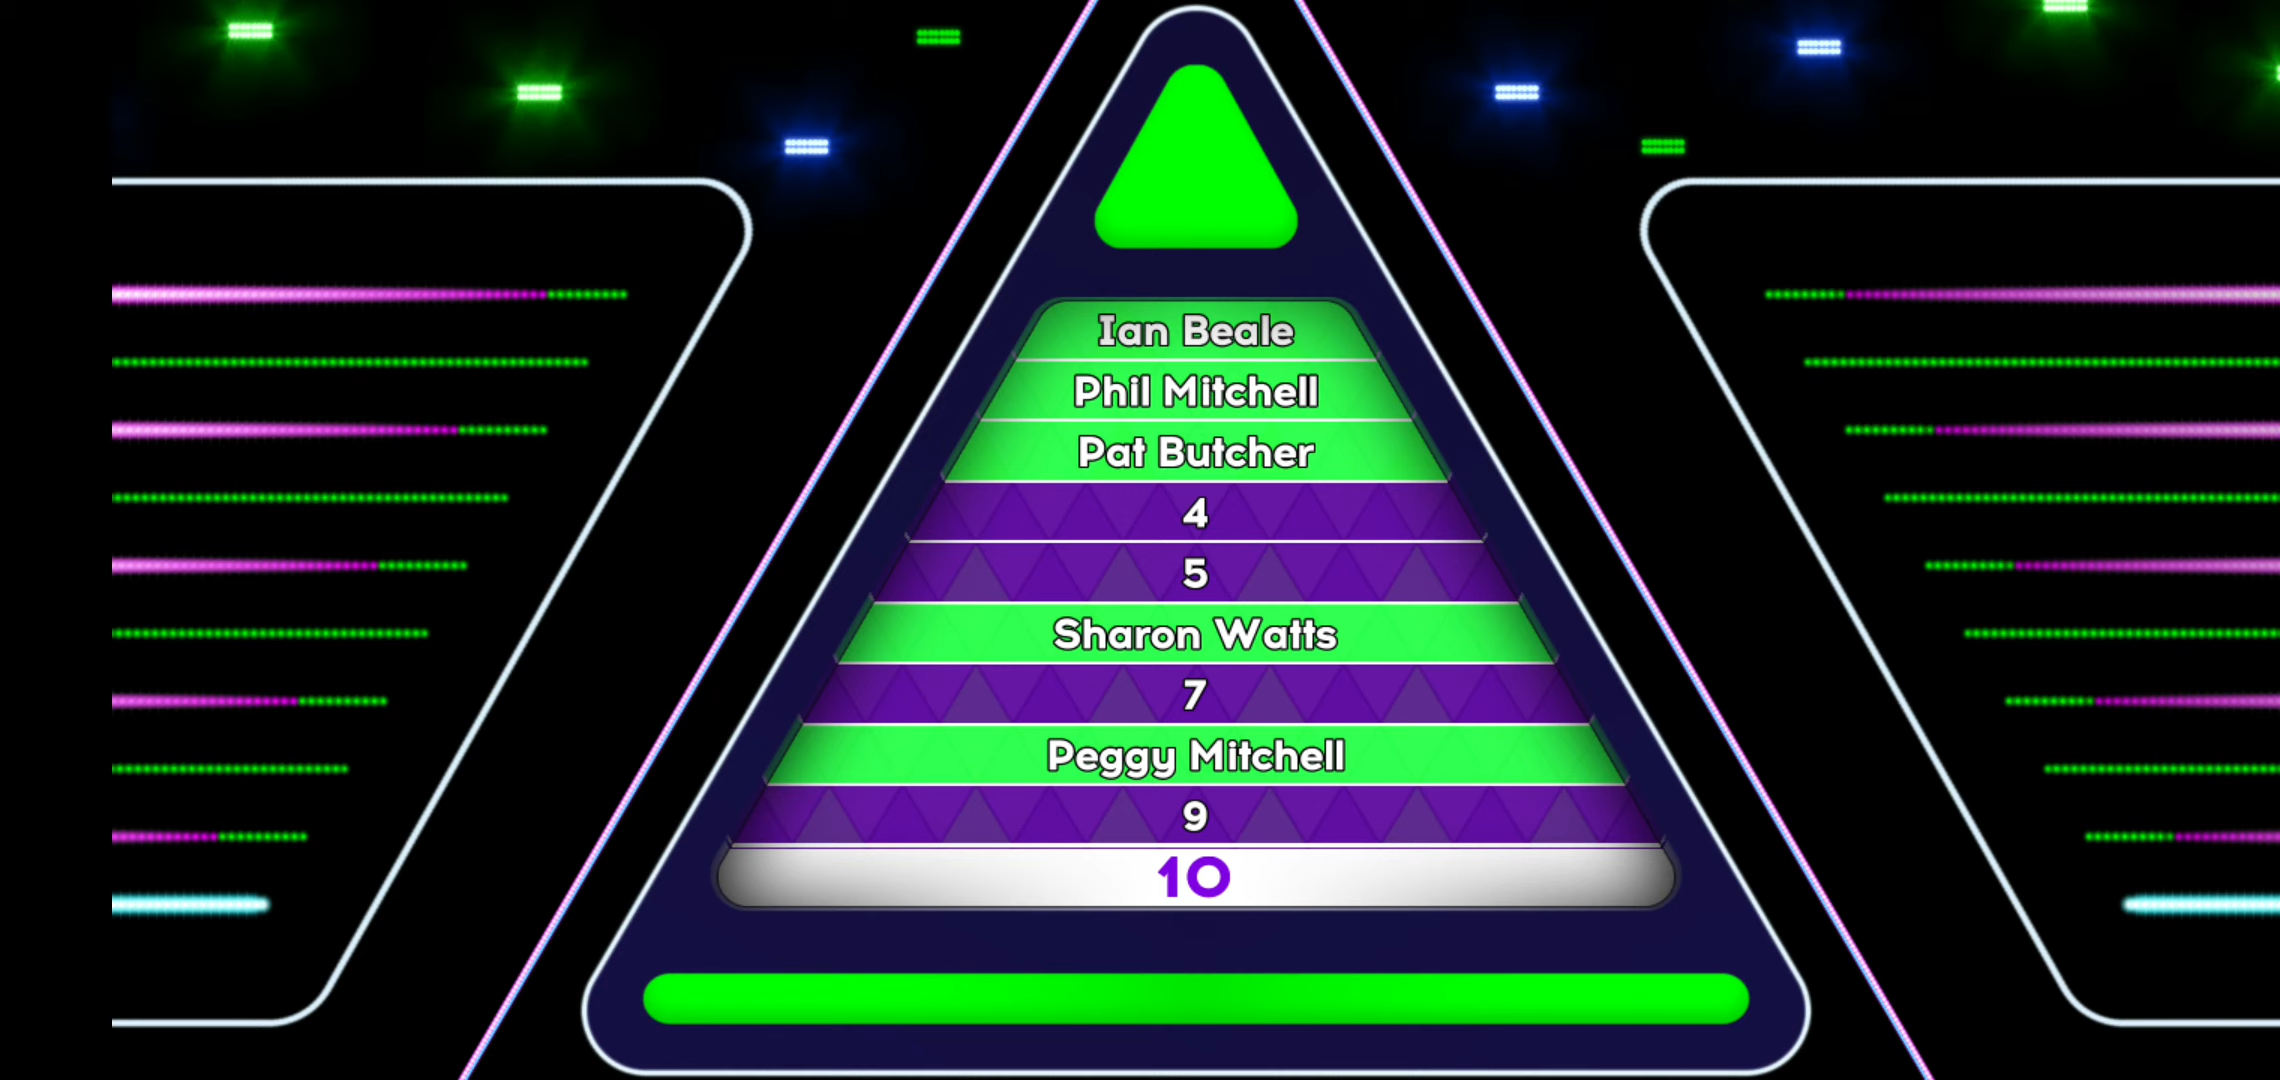 Ian Beale
Phil Mitchell
Pat Butcher
4
5
Sharon Watts
7
Peggy Mitchell
9
10